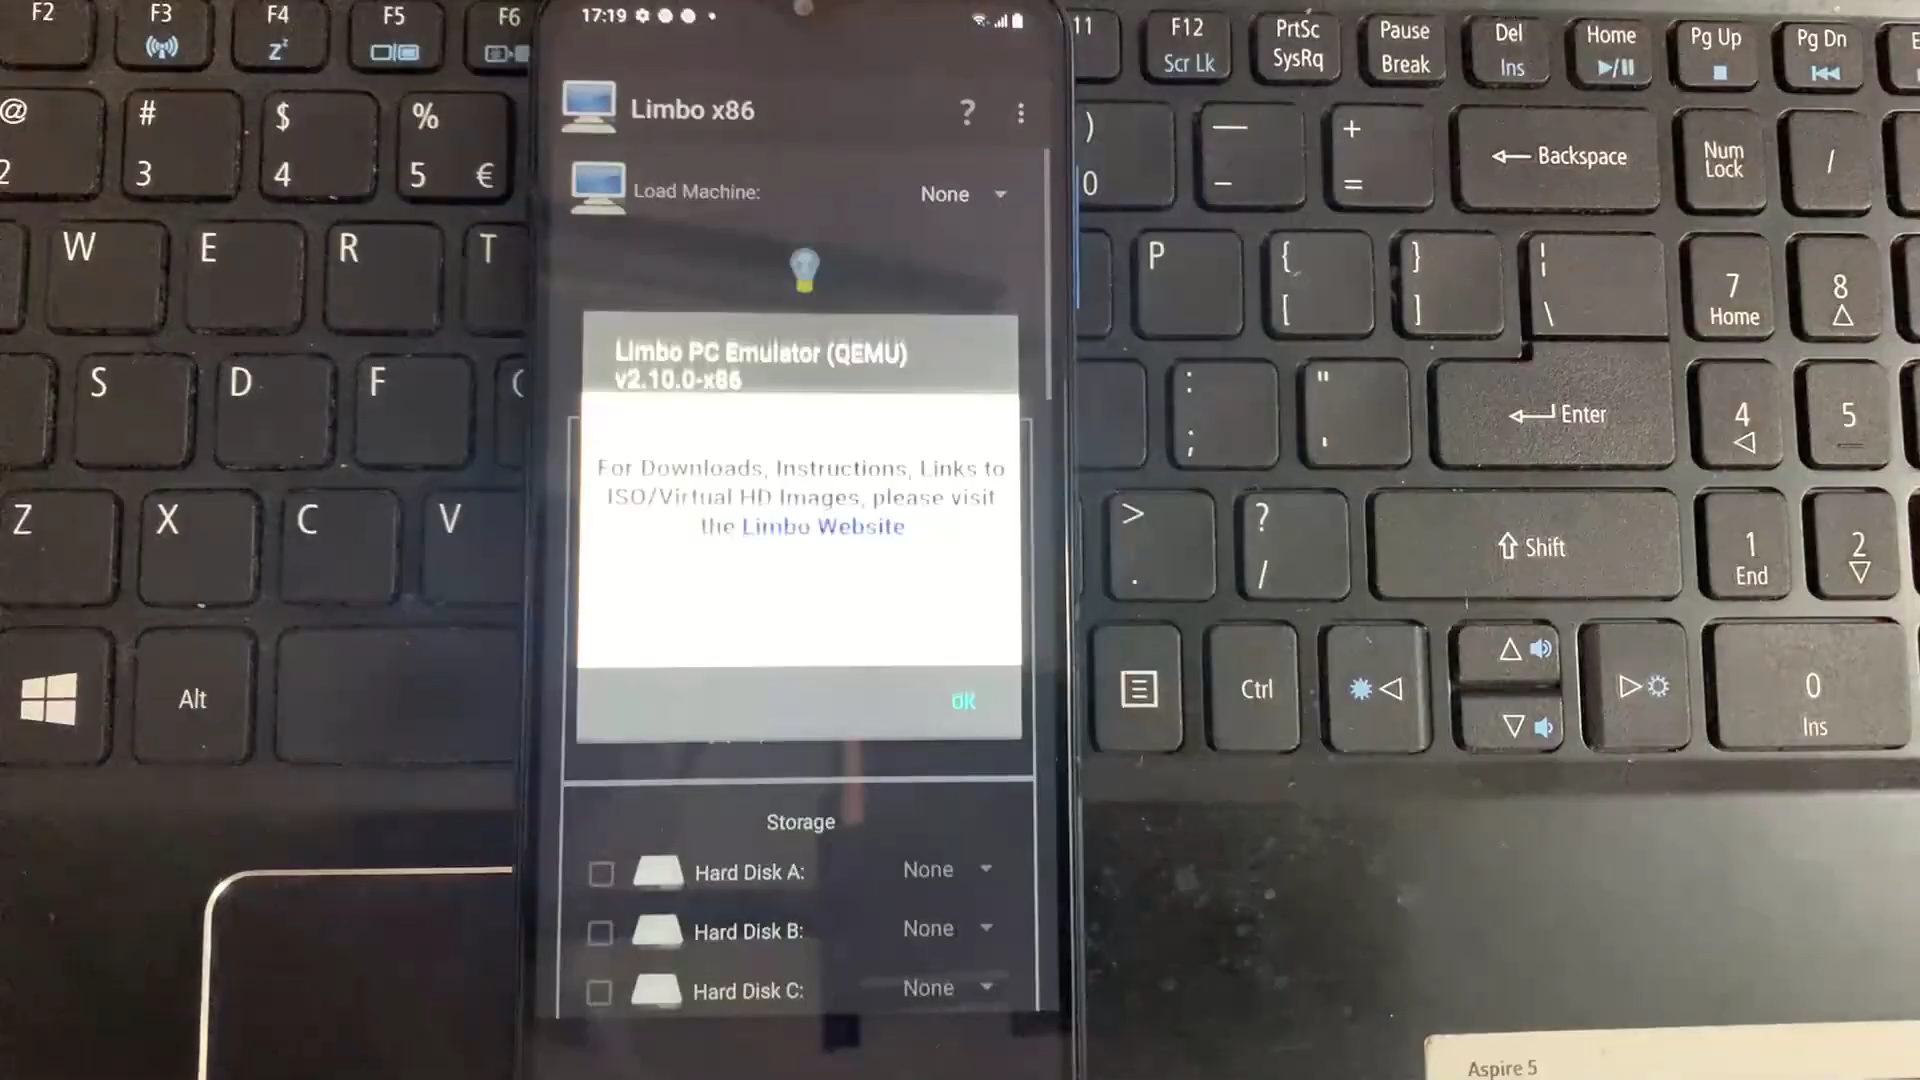 17:19
Limbo x86
?
Load Machine:
None
Limbo PC Emulator (QEMU)
v2.10.0-x86
For Downloads, Instructions, Links to
ISO/Virtual HD Images, please visit
the Limbo Website
OK
Storage
Hard Disk A:
None
Hard Disk B:
None
Hard Disk C:
None
F2
F3
F4
Zz
F5
F6
11
F12
Scr Lk
PrtSc
SysRq
Pause
Break
Del
Ins
Home
Pg Up
Pg Dn
@
2
#
3
$
4
%
5 €
)
0
—
-
+
=
Backspace
Num
Lock
/
W
E
R
T
P
{
[
}
]
¦
\
7
Home
8
S
D
F
:
;
"
'
Enter
4
5
Z
X
C
V
>
.
?
/
Shift
1
End
2
Alt
Ctrl
0
Ins
Aspire 5